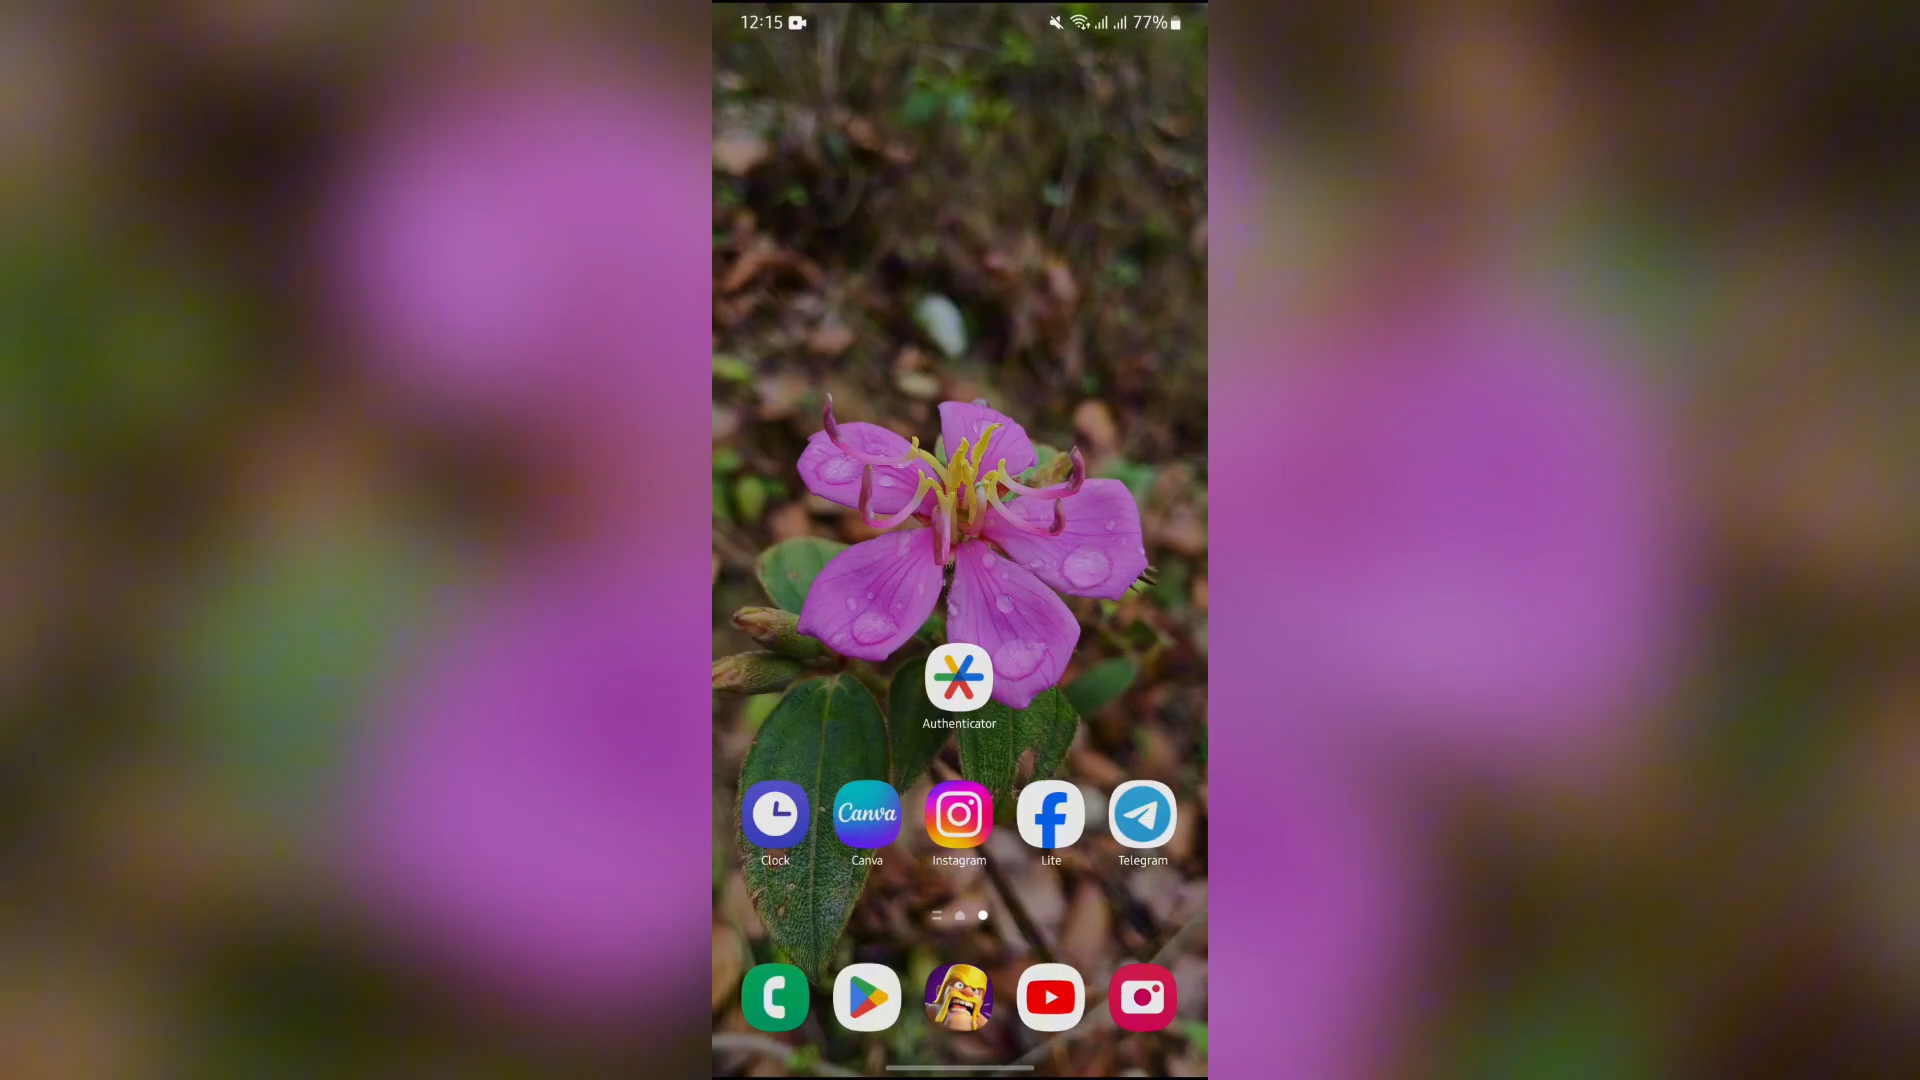 12:15
77%
Authenticator
Canva
Clock
Canva
Instagram
Lite
Telegram